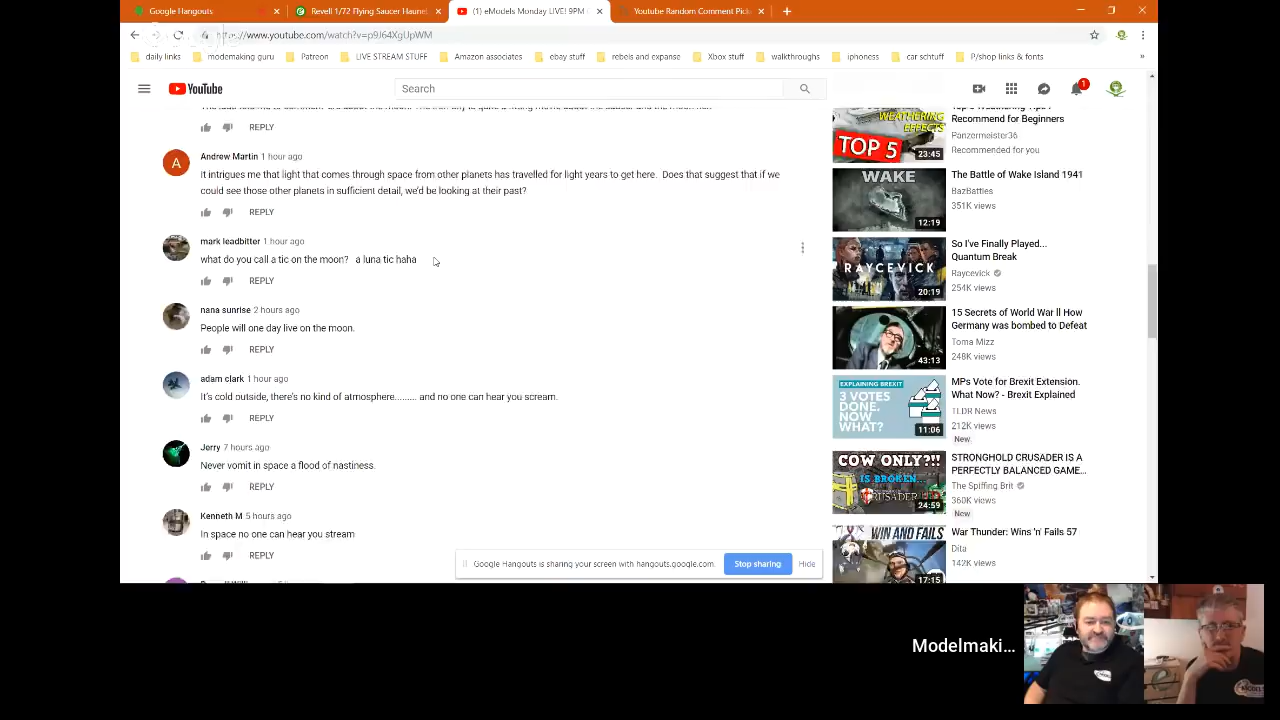 Google Hangouts
Revell 1/72 Flying Saucer Haunel
(1) eModels Monday LIVE! 9PM
Youtube Random Comment Pick
https://www.youtube.com/watch?v=p9J64XgUpWM
daily links
modemaking guru
Patreon
LIVE STREAM STUFF
Amazon associates
ebay stuff
rebels and expanse
Xbox stuff
walkthroughs
iphoness
car schtuff
P/shop links & fonts
YouTube
Search
1
REPLY
A
Andrew Martin 1 hour ago
it intrigues me that light that comes through space from other planets has travelled for light years to get here. Does that suggest that if we
could see those other planets in sufficient detail, we'd be looking at their past?
REPLY
mark leadbitter 1 hour ago
what do you call a tic on the moon? a luna tic haha
REPLY
nana sunrise 2 hours ago
People will one day live on the moon.
REPLY
adam clark 1 hour ago
It's cold outside, there's no kind of atmosphere......... and no one can hear you scream.
REPLY
Jerry 7 hours ago
Never vomit in space a flood of nastiness.
REPLY
Kenneth M 5 hours ago
In space no one can hear you stream
REPLY
WEATHERING
EFFECTS
TOP 5
23:45
Recommend for Beginners
Panzermeister36
Recommended for you
WAKE
12:19
The Battle of Wake Island 1941
BazBattles
351K views
RAYCEVICK
20:19
So I've Finally Played...
Quantum Break
Raycevick
254K views
43:13
15 Secrets of World War ll How
Germany was bombed to Defeat
Toma Mizz
248K views
EXPLAINING BREXIT
3 VOTES
DONE.
NOW
WHAT?
11:06
MPs Vote for Brexit Extension.
What Now? - Brexit Explained
TLDR News
212K views
New
COW ONLY?!!
IS BROKEN...
CRUSADER
24:59
STRONGHOLD CRUSADER IS A
PERFECTLY BALANCED GAME...
The Spiffing Brit
360K views
New
WIN AND FAILS
17:15
War Thunder: Wins 'n' Fails 57
Dita
142K views
Google Hangouts is sharing your screen with hangouts.google.com.
Stop sharing
Hide
Modelmaki...